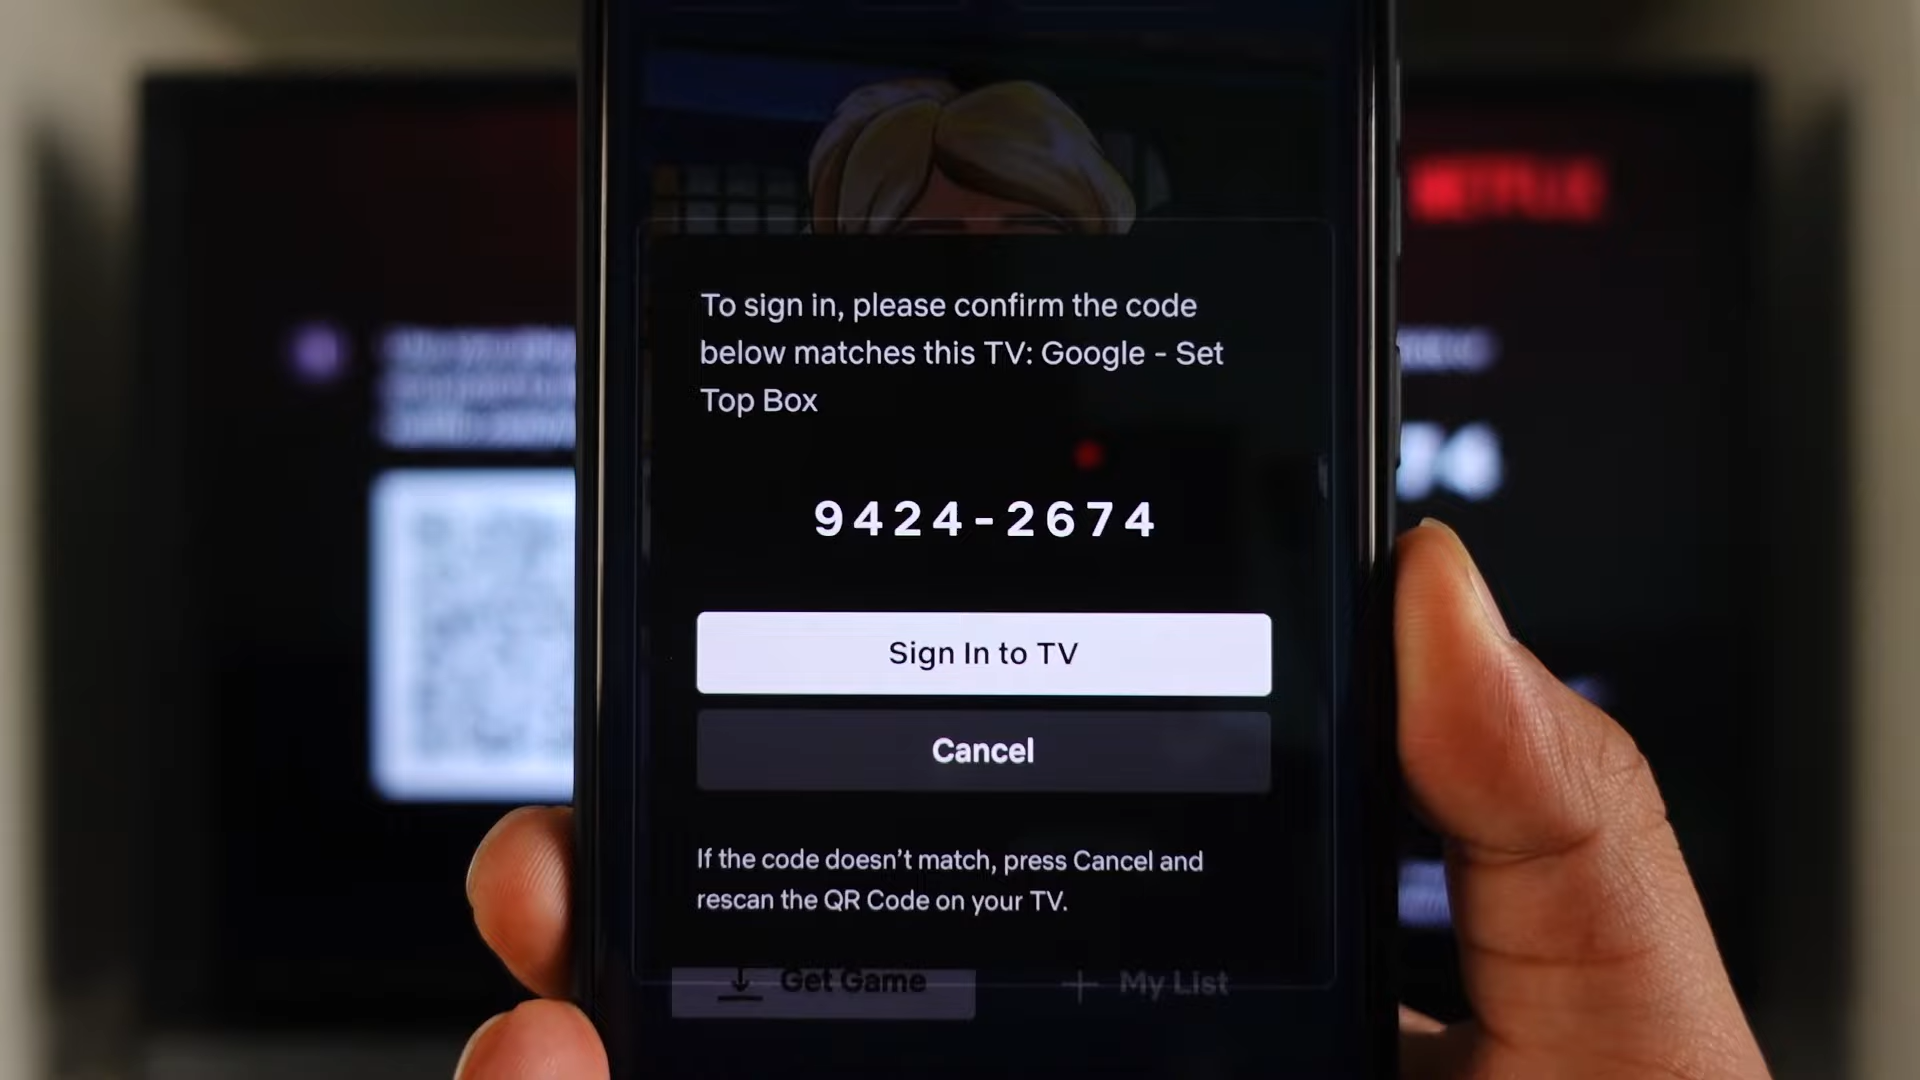 NETFLIX
To sign in, please confirm the code
below matches this TV: Google - Set
Top Box
9424-2674
Sign In to TV
Cancel
If the code doesn't match, press Cancel and
rescan the QR Code on your TV.
Get Game
My List